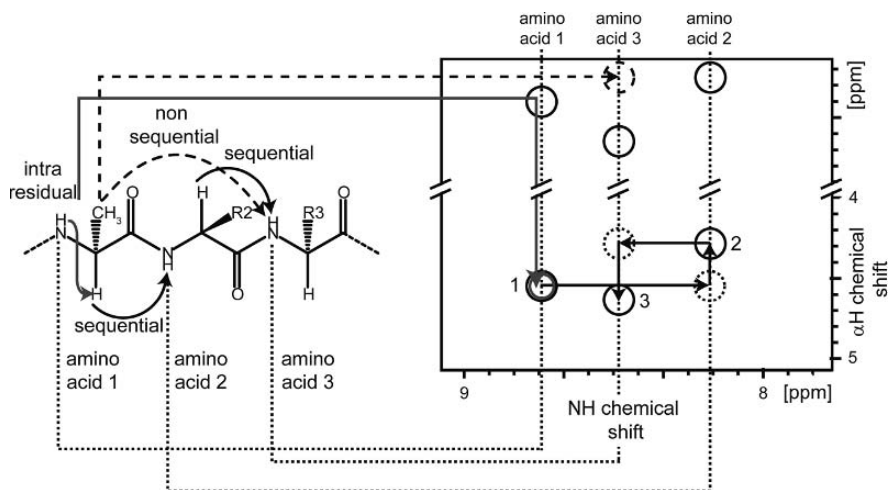 amino
acid 1
amino
acid 3
amino
acid 2
[ppm]
non
sequential
sequential
intra
residual
H
N
CH3
H
O
N
H
H
R2
O
H
N
R3
H
O
sequential
amino
acid 1
amino
acid 2
amino
acid 3
4
αH chemical
shift
5
1
2
3
9
8
[ppm]
NH chemical
shift